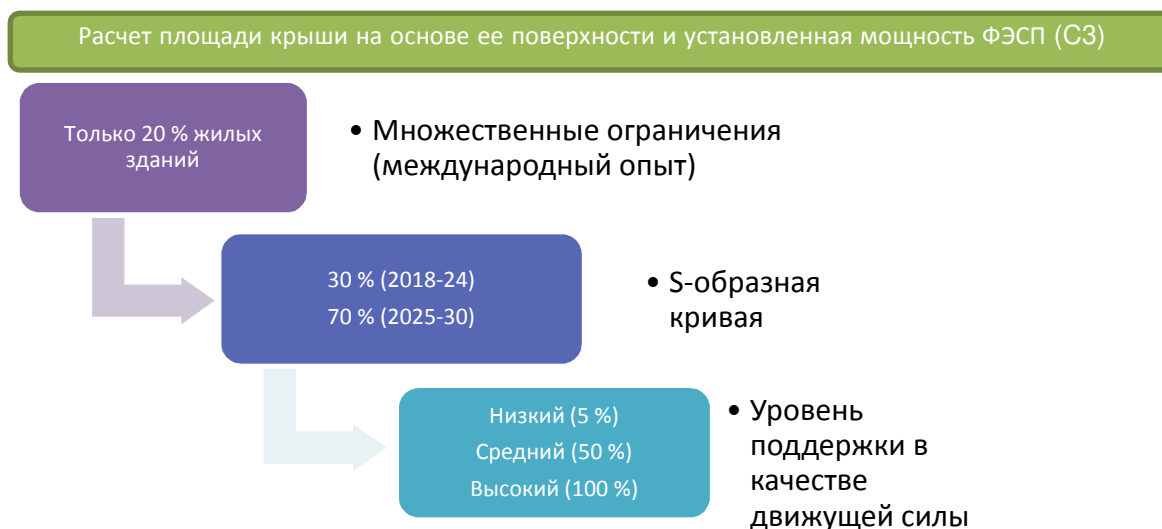 Расчет площади крыши на основе ее поверхности и установленная мощность ФЭСП (С3)
Только 20 % жилых
зданий
• Множественные ограничения
(международный опыт)
30 % (2018-24)
70 % (2025-30)
• S-образная
кривая
Низкий (5 %)
Средний (50 %)
Высокий (100 %)
• Уровень
поддержки в
качестве
движущей силы